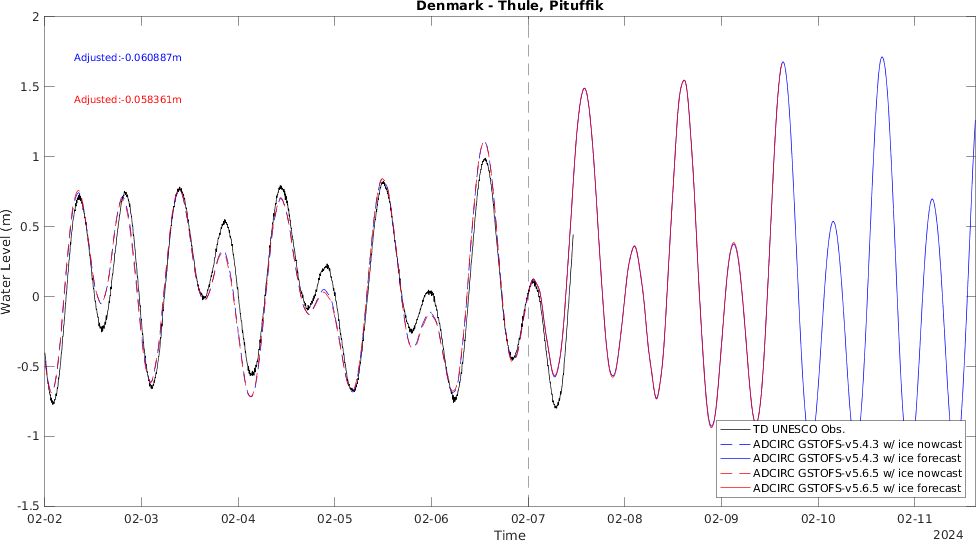 Denmark - Thule, Pituffik
2
1.5
1
0.5
0
-0.5
-1
-1.5
Water Level (m)
Adjusted:-0.060887m
Adjusted:-0.058361m
TD UNESCO Obs.
ADCIRC GSTOFS-v5.4.3 w/ ice nowcast
ADCIRC GSTOFS-v5.4.3 w/ ice forecast
ADCIRC GSTOFS-v5.6.5 w/ ice nowcast
ADCIRC GSTOFS-v5.6.5 w/ ice forecast
02-02 02-03 02-04 02-05 02-06 02-07 02-08 02-09 02-10 02-11
Time
2024